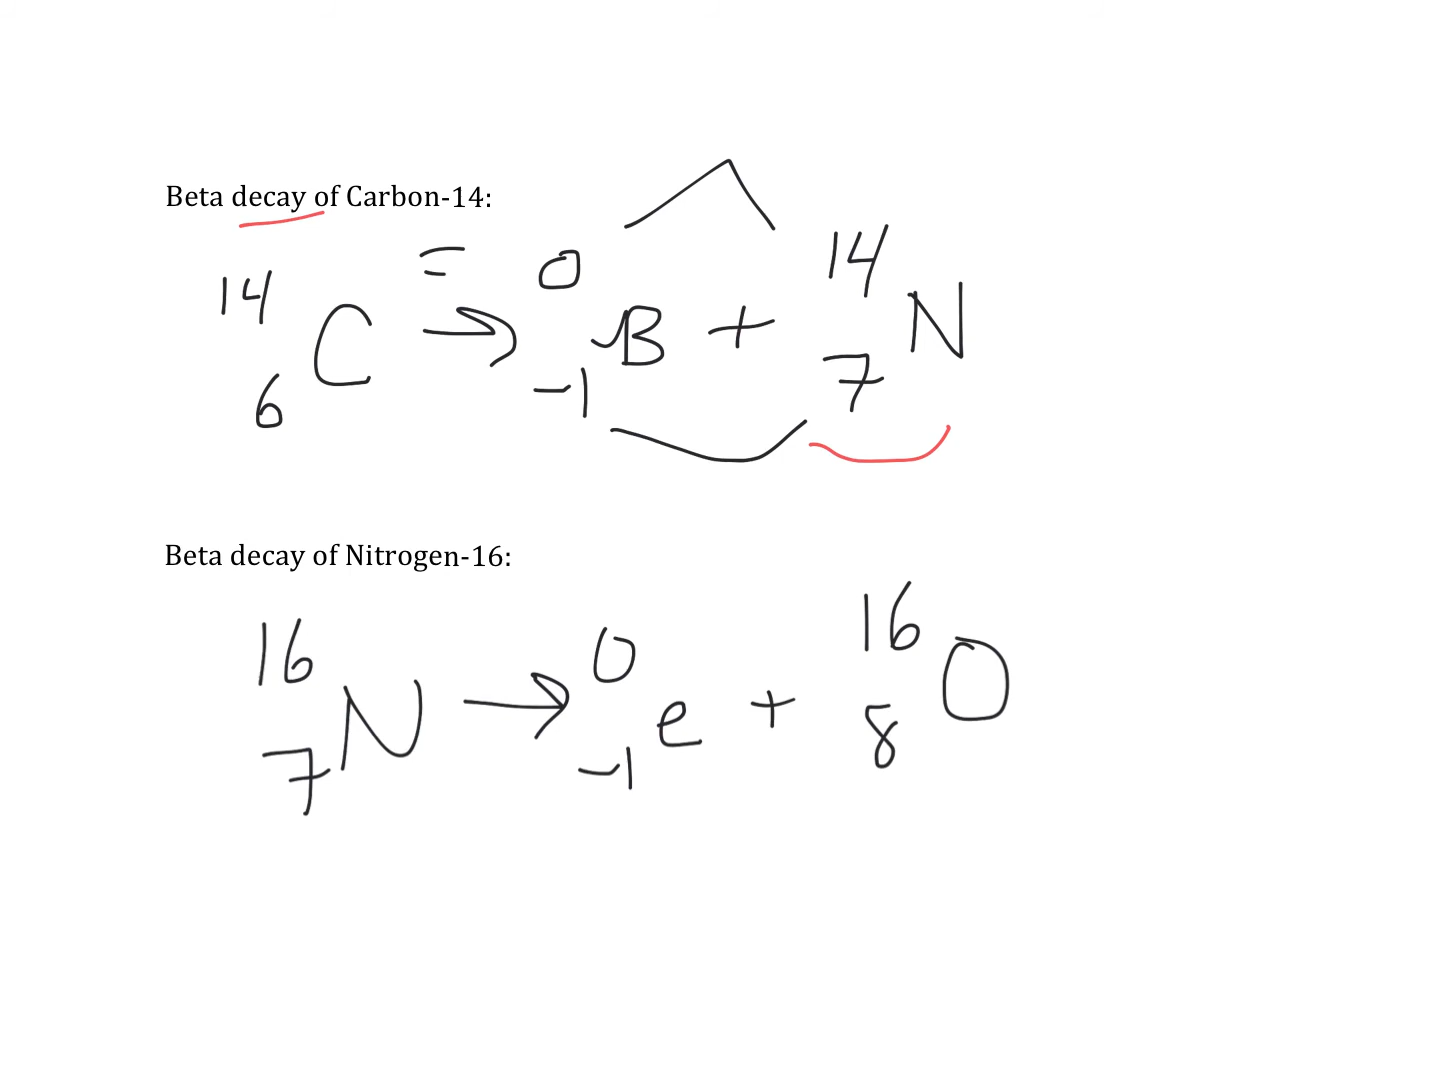 Beta decay of Carbon-14:
14 6 C = → 0 -1 B + 14 7 N
Beta decay of Nitrogen-16:
16 7 N → 0 -1 e + 16 8 O